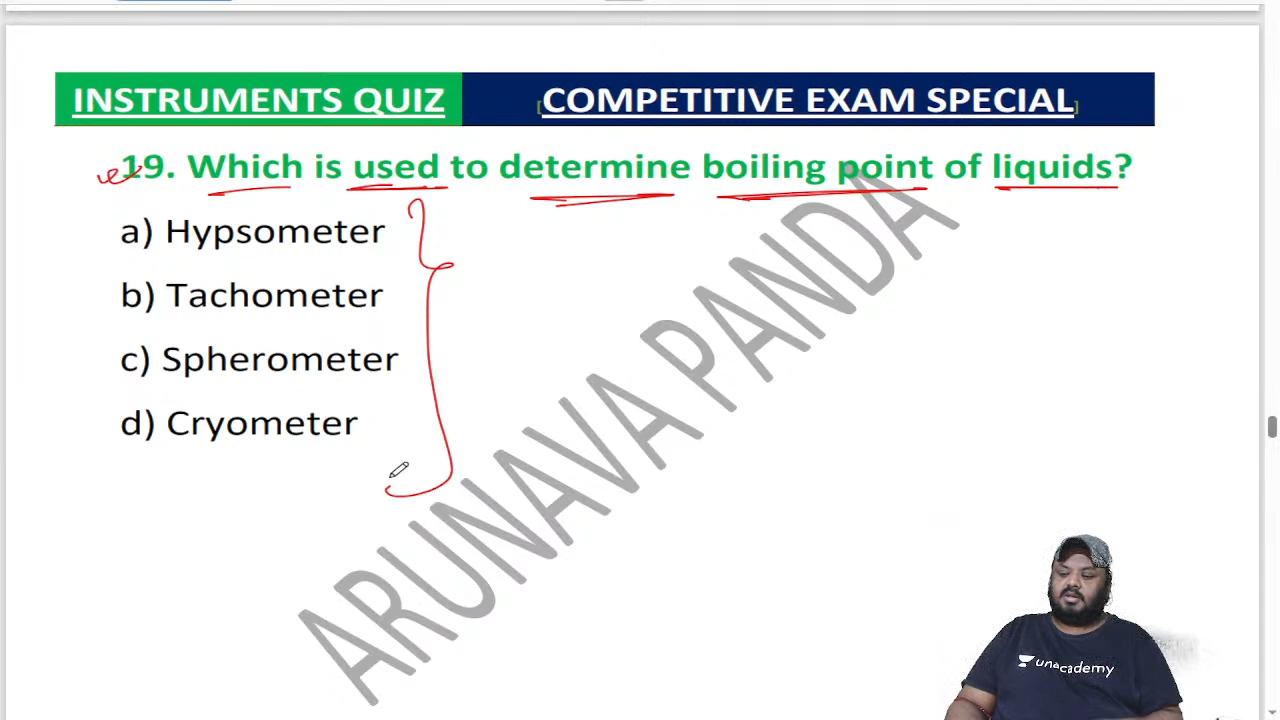 INSTRUMENTS QUIZ [COMPETITIVE EXAM SPECIAL]
19. Which is used to determine boiling point of liquids?
a) Hypsometer
b) Tachometer
c) Spherometer
d) Cryometer
ARUNAVA PANDA
unacademy